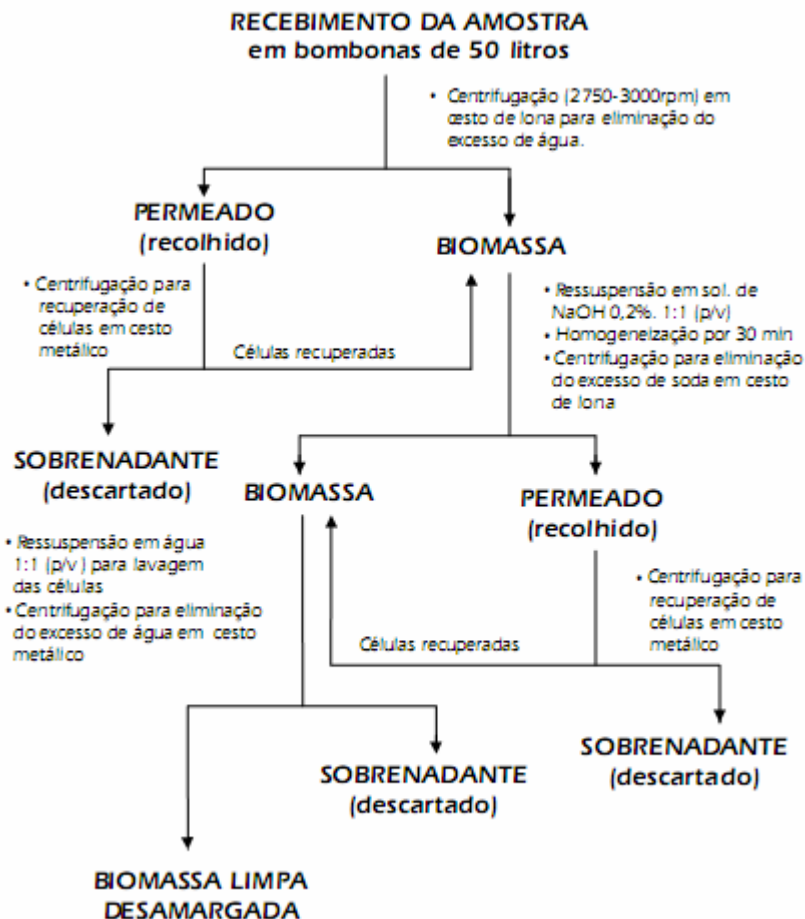 RECEBIMENTO DA AMOSTRA
em bombonas de 50 litros
• Centrifugação (2750-3000rpm) em
cesto de lona para eliminação do
excesso de água.
PERMEADO
(recolhido)
BIOMASSA
• Centrifugação para
recuperação de
células em cesto
metálico
Células recuperadas
• Ressuspensão em sol. de
NaOH 0,2%. 1:1 (p/v)
• Homogeneização por 30 min
• Centrifugação para eliminação
do excesso de soda em cesto
de lona
SOBRENADANTE
(descartado)
BIOMASSA
PERMEADO
(recolhido)
• Ressuspensão em água
1:1 (p/v) para lavagem
das células
• Centrifugação para eliminação
do excesso de água em cesto
metálico
Células recuperadas
• Centrifugação para
recuperação de
células em cesto
metálico
SOBRENADANTE
(descartado)
SOBRENADANTE
(descartado)
BIOMASSA LIMPA
DESAMARGADA